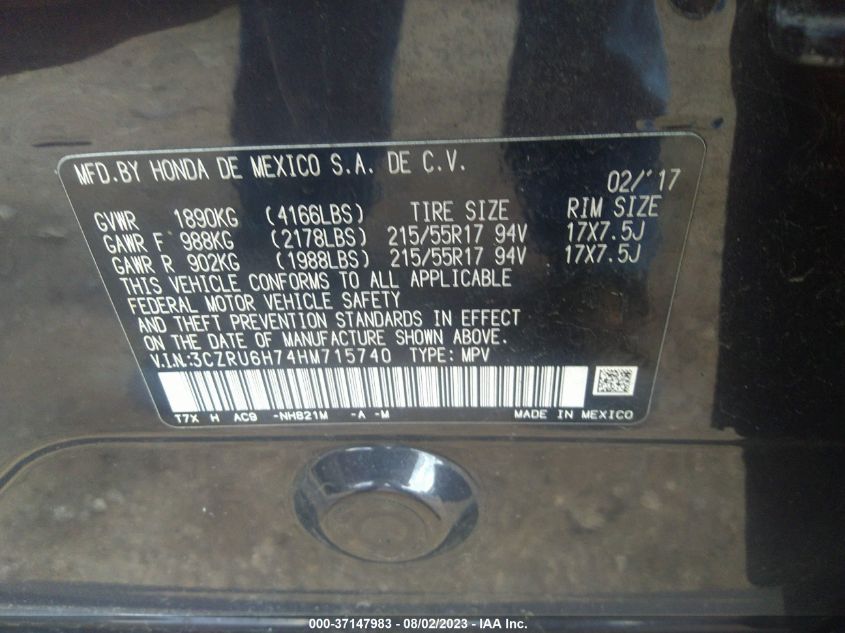 MFD.BY HONDA DE MEXICO S.A. DE C.V.
02/'17
GVWR 1890KG (4166LBS) TIRE SIZE RIM SIZE
GAWR F 988KG (2178LBS) 215/55R17 94V 17X7.5J
GAWR R 902KG (1988LBS) 215/55R17 94V 17X7.5J
THIS VEHICLE CONFORMS TO ALL APPLICABLE
FEDERAL MOTOR VEHICLE SAFETY
AND THEFT PREVENTION STANDARDS IN EFFECT
ON THE DATE OF MANUFACTURE SHOWN ABOVE.
V.I.N:3CZRU6H74HM715740 TYPE: MPV
T7X H AC9 -NH821M -A -M MADE IN MEXICO
000-37147983 - 08/02/2023 - IAA Inc.